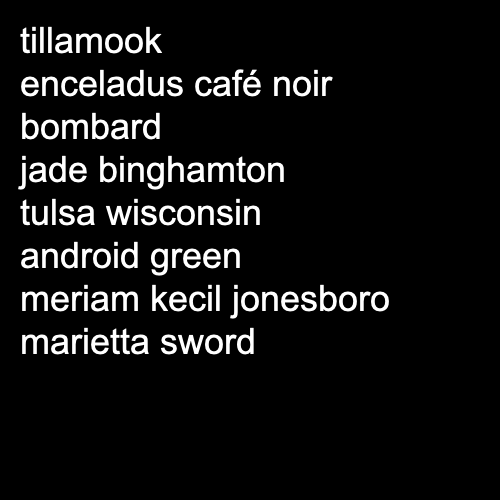 tillamook
enceladus café noir
bombard
jade binghamton
tulsa wisconsin
android green
meriam kecil jonesboro
marietta sword